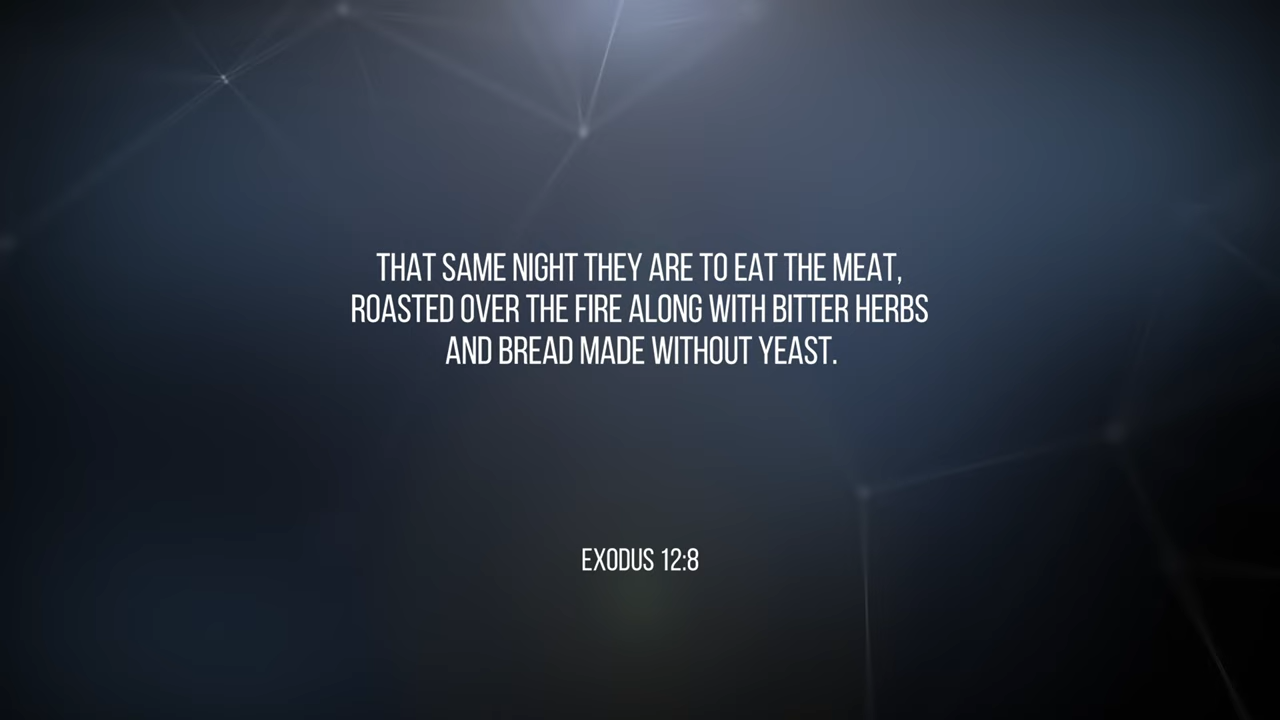 THAT SAME NIGHT THEY ARE TO EAT THE MEAT,
ROASTED OVER THE FIRE ALONG WITH BITTER HERBS
AND BREAD MADE WITHOUT YEAST.
EXODUS 12:8